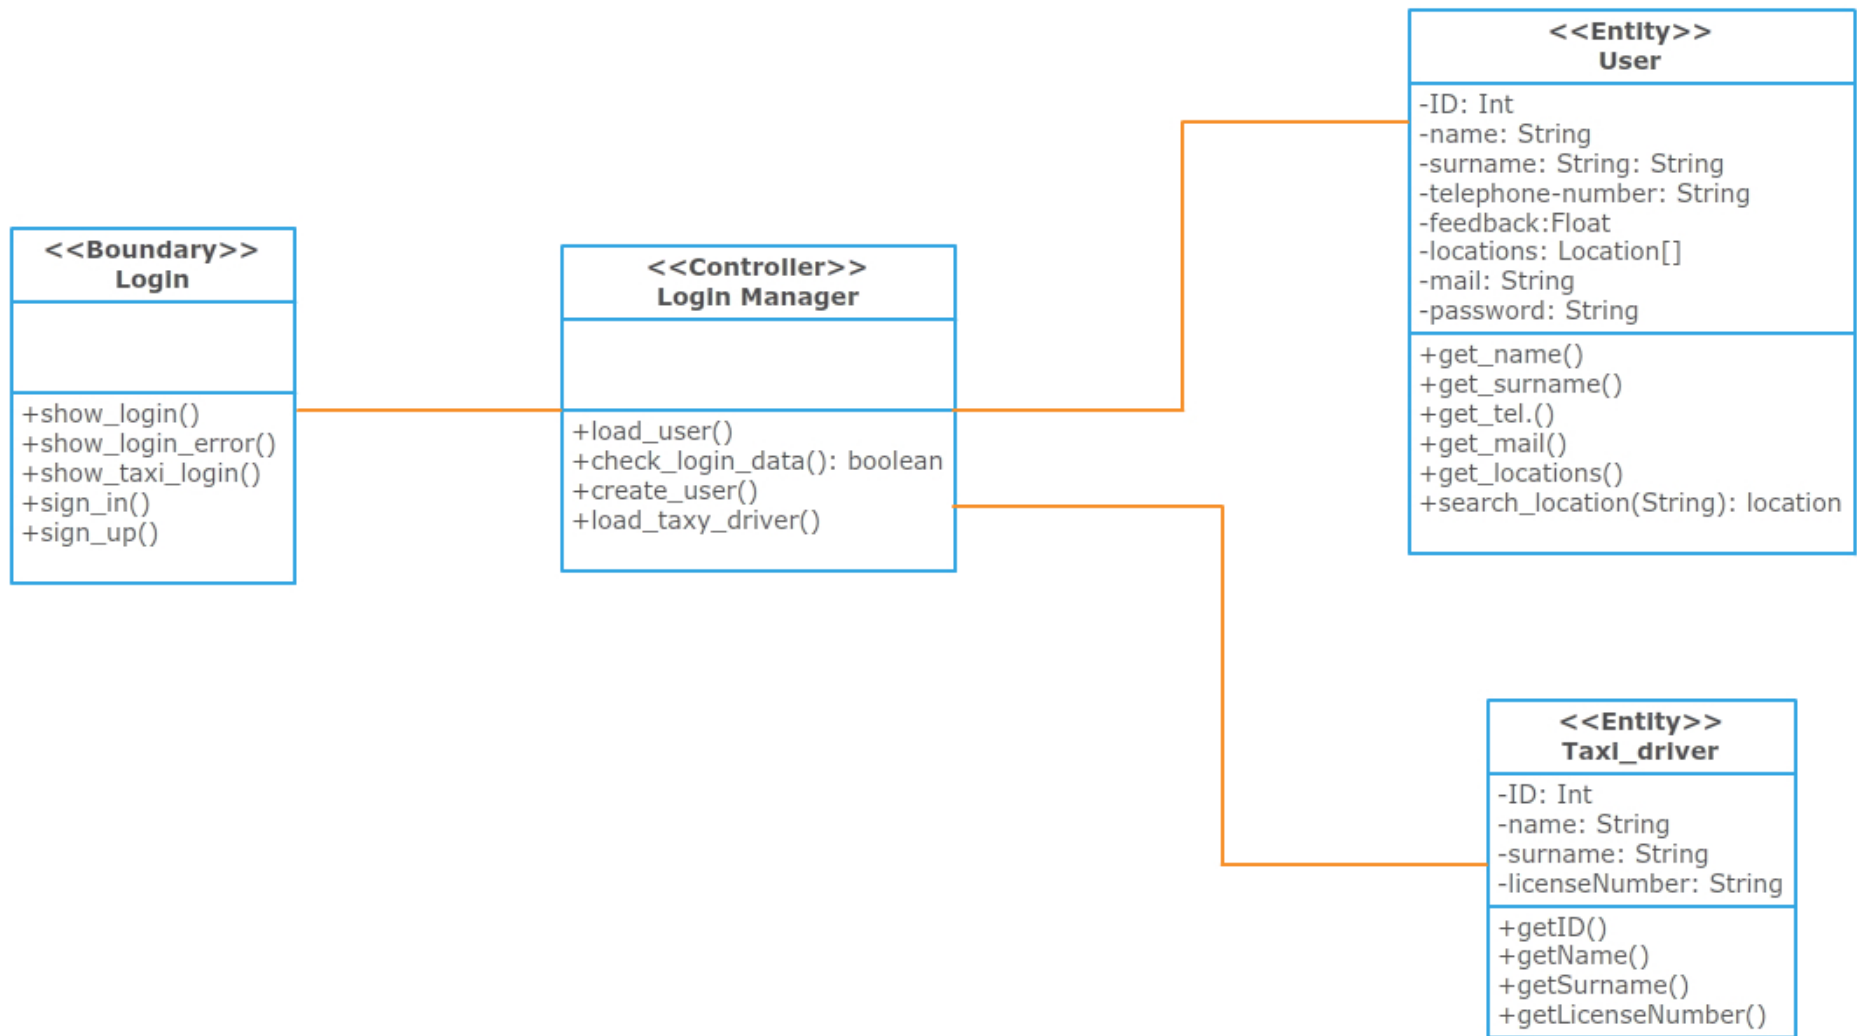 <<Entity>>
User
-ID: Int
-name: String
-surname: String: String
-telephone-number: String
-feedback:Float
-locations: Location[]
-mail: String
-password: String
+get_name()
+get_surname()
+get_tel.()
+get_mail()
+get_locations()
+search_location(String): location
<<Boundary>>
Login
+show_login()
+show_login_error()
+show_taxi_login()
+sign_in()
+sign_up()
<<Controller>>
Login Manager
+load_user()
+check_login_data(): boolean
+create_user()
+load_taxy_driver()
<<Entity>>
Taxi_driver
-ID: Int
-name: String
-surname: String
-licenseNumber: String
+getID()
+getName()
+getSurname()
+getLicenseNumber()